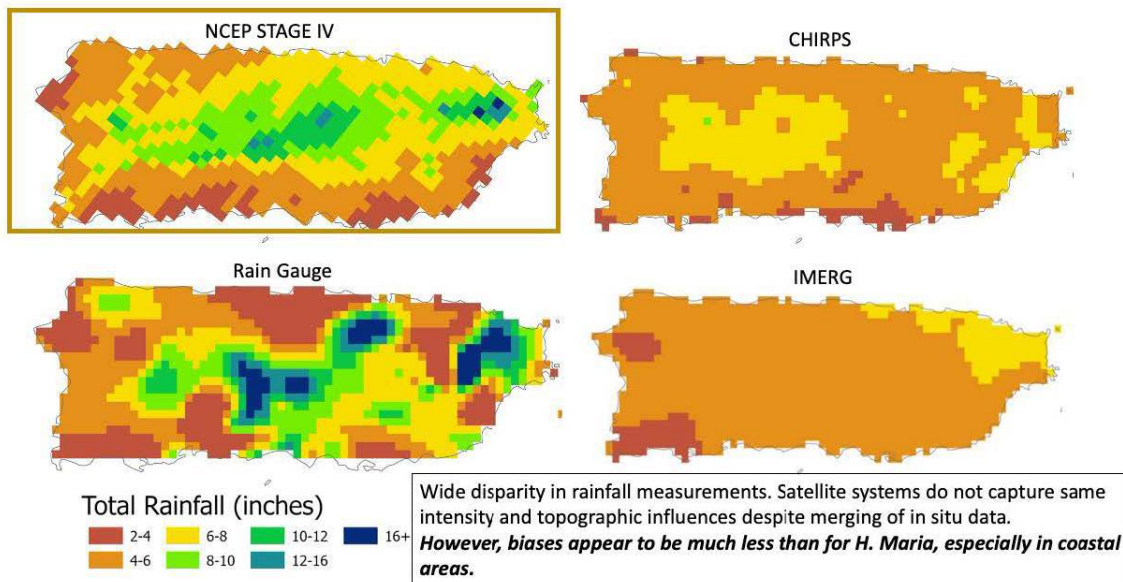 NCEP STAGE IV
CHIRPS
Rain Gauge
IMERG
Total Rainfall (inches)
2-4
6-8
10-12
16+
4-6
8-10
12-16
Wide disparity in rainfall measurements. Satellite systems do not capture same
intensity and topographic influences despite merging of in situ data.
However, biases appear to be much less than for H. Maria, especially in coastal
areas.